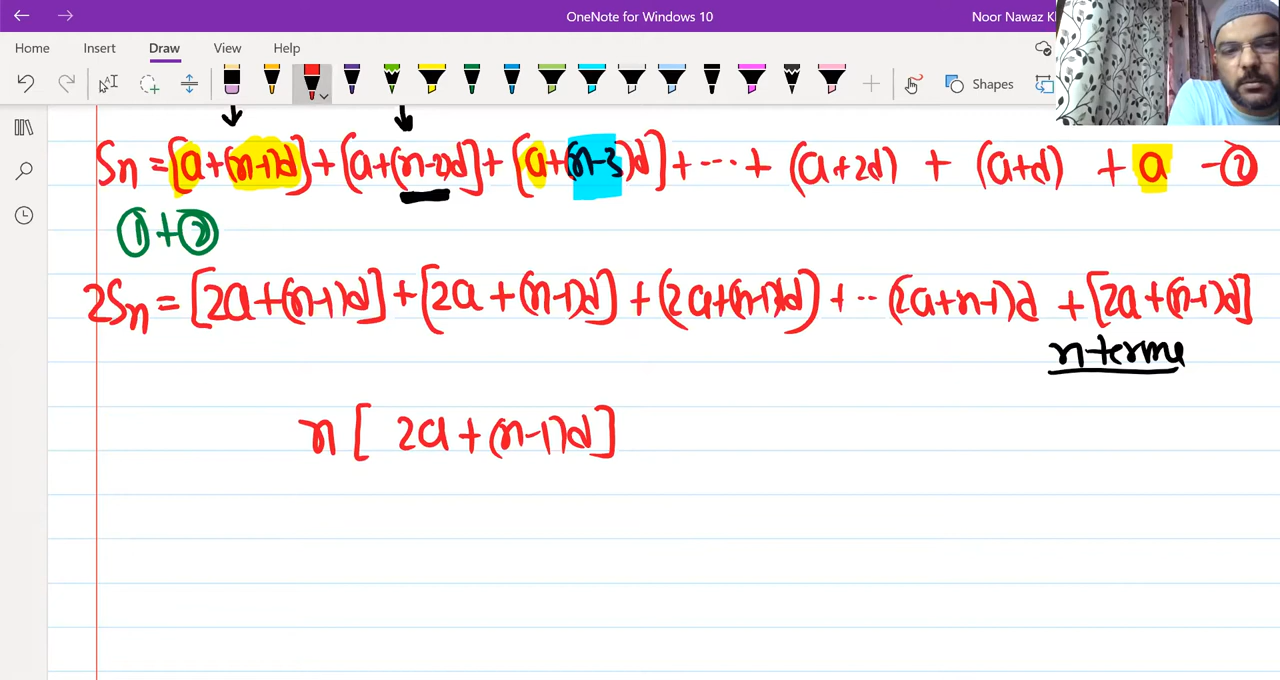 OneNote for Windows 10
Noor Nawaz
Home Insert Draw View Help
Shapes
Sn = [a+(n-1)d] + [a+(n-2)d] + [a+(n-3)d] + ... + (a+2d) + (a+d) + a - ②
① + ②
2Sn = [2a+(n-1)d] + [2a+(n-1)d] + (2a+(n-1)d) + .. (2a+n-1)d + [2a+(n-1)d]
n terms
n [ 2a+(n-1)d ]